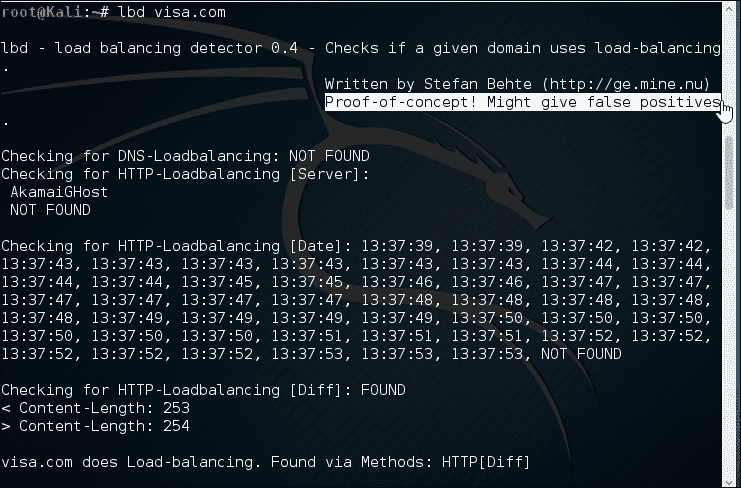 root@Kali:~# lbd visa.com
lbd - load balancing detector 0.4 - Checks if a given domain uses load-balancing
.
Written by Stefan Behte (http://ge.mine.nu)
Proof-of-concept! Might give false positives
.
Checking for DNS-Loadbalancing: NOT FOUND
Checking for HTTP-Loadbalancing [Server]:
AkamaiGHost
NOT FOUND
Checking for HTTP-Loadbalancing [Date]: 13:37:39, 13:37:39, 13:37:42, 13:37:42,
13:37:43, 13:37:43, 13:37:43, 13:37:43, 13:37:43, 13:37:43, 13:37:44, 13:37:44,
13:37:44, 13:37:44, 13:37:45, 13:37:45, 13:37:46, 13:37:46, 13:37:47, 13:37:47,
13:37:47, 13:37:47, 13:37:47, 13:37:47, 13:37:48, 13:37:48, 13:37:48, 13:37:48,
13:37:48, 13:37:49, 13:37:49, 13:37:49, 13:37:49, 13:37:50, 13:37:50, 13:37:50,
13:37:50, 13:37:50, 13:37:50, 13:37:51, 13:37:51, 13:37:51, 13:37:52, 13:37:52,
13:37:52, 13:37:52, 13:37:52, 13:37:53, 13:37:53, 13:37:53, NOT FOUND
Checking for HTTP-Loadbalancing [Diff]: FOUND
< Content-Length: 253
> Content-Length: 254
visa.com does Load-balancing. Found via Methods: HTTP[Diff]